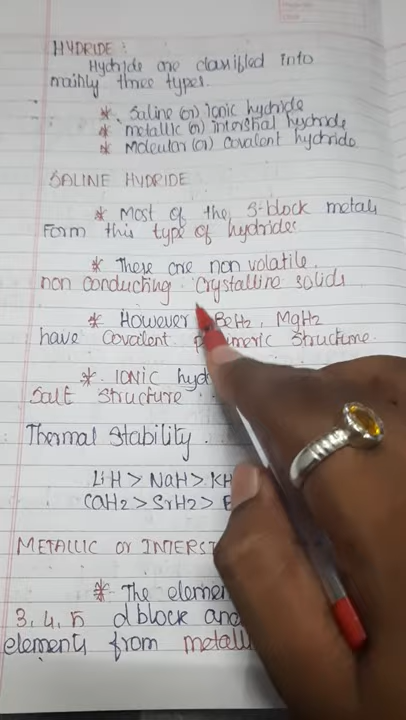 HYDRIDE:
Hydride are classified into
mainly three types.
* Saline (or) ionic hydride
* metallic (or) intershal hydride
* Molecular (or) covalent hydride
SALINE HYDRIDE
* Most of the S-block metals
form this type of hydrides
* These are non volatile,
non conducting crystalline solids
* However BeH2, MgH2
have covalent polymeric structure.
* Ionic hyd
salt structure
Thermal Stability.
LiH > NaH > KH
CaH2 > SrH2 > B
METALLIC or INTERST
* The elemen
3, 4, 5 d block and
elements from metalli